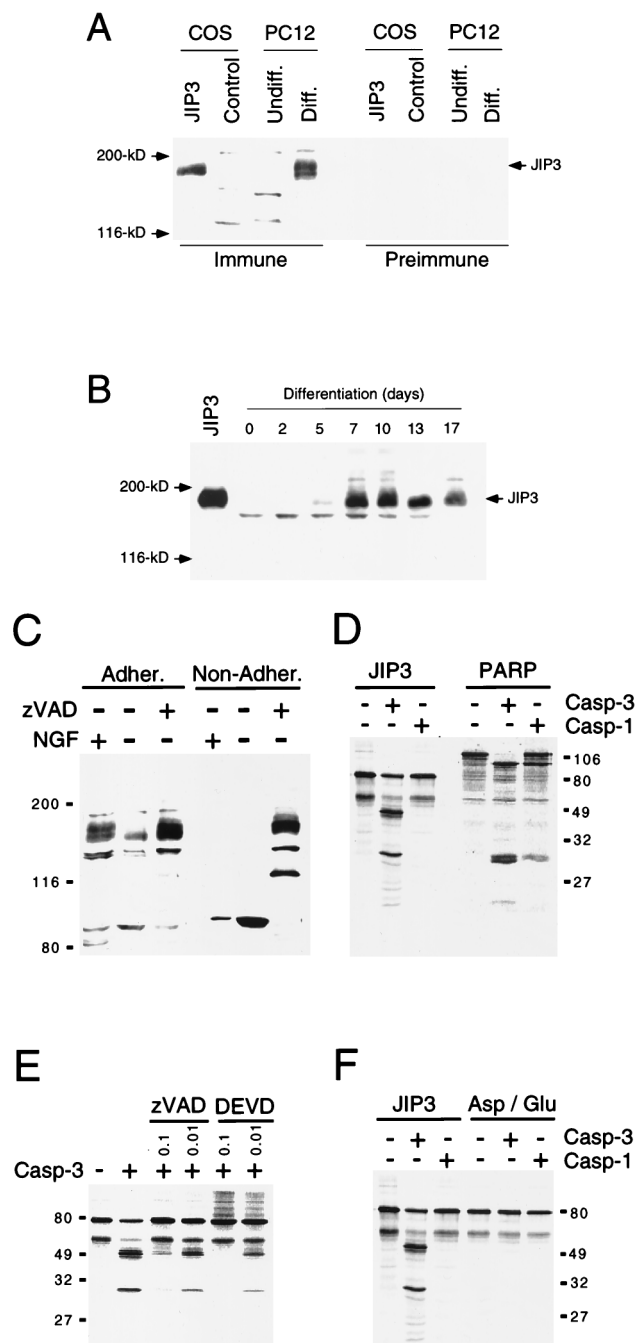 A
COS PC12 COS PC12
JIP3 Control Undiff. Diff. JIP3 Control Undiff. Diff.
200-kD
JIP3
116-kD
Immune Preimmune
B
JIP3
Differentiation (days)
0 2 5 7 10 13 17
200-kD
JIP3
116-kD
C
Adher. Non-Adher.
zVAD - - + - - +
NGF + - - + - -
200
116
80
D
JIP3 PARP
- + - - + - Casp-3
- - + - - + Casp-1
106
80
49
32
27
E
zVAD DEVD
0.1 0.01 0.1 0.01
Casp-3 - + + + + +
80
49
32
27
F
JIP3 Asp / Glu
- + - - + - Casp-3
- - + - - + Casp-1
80
49
32
27